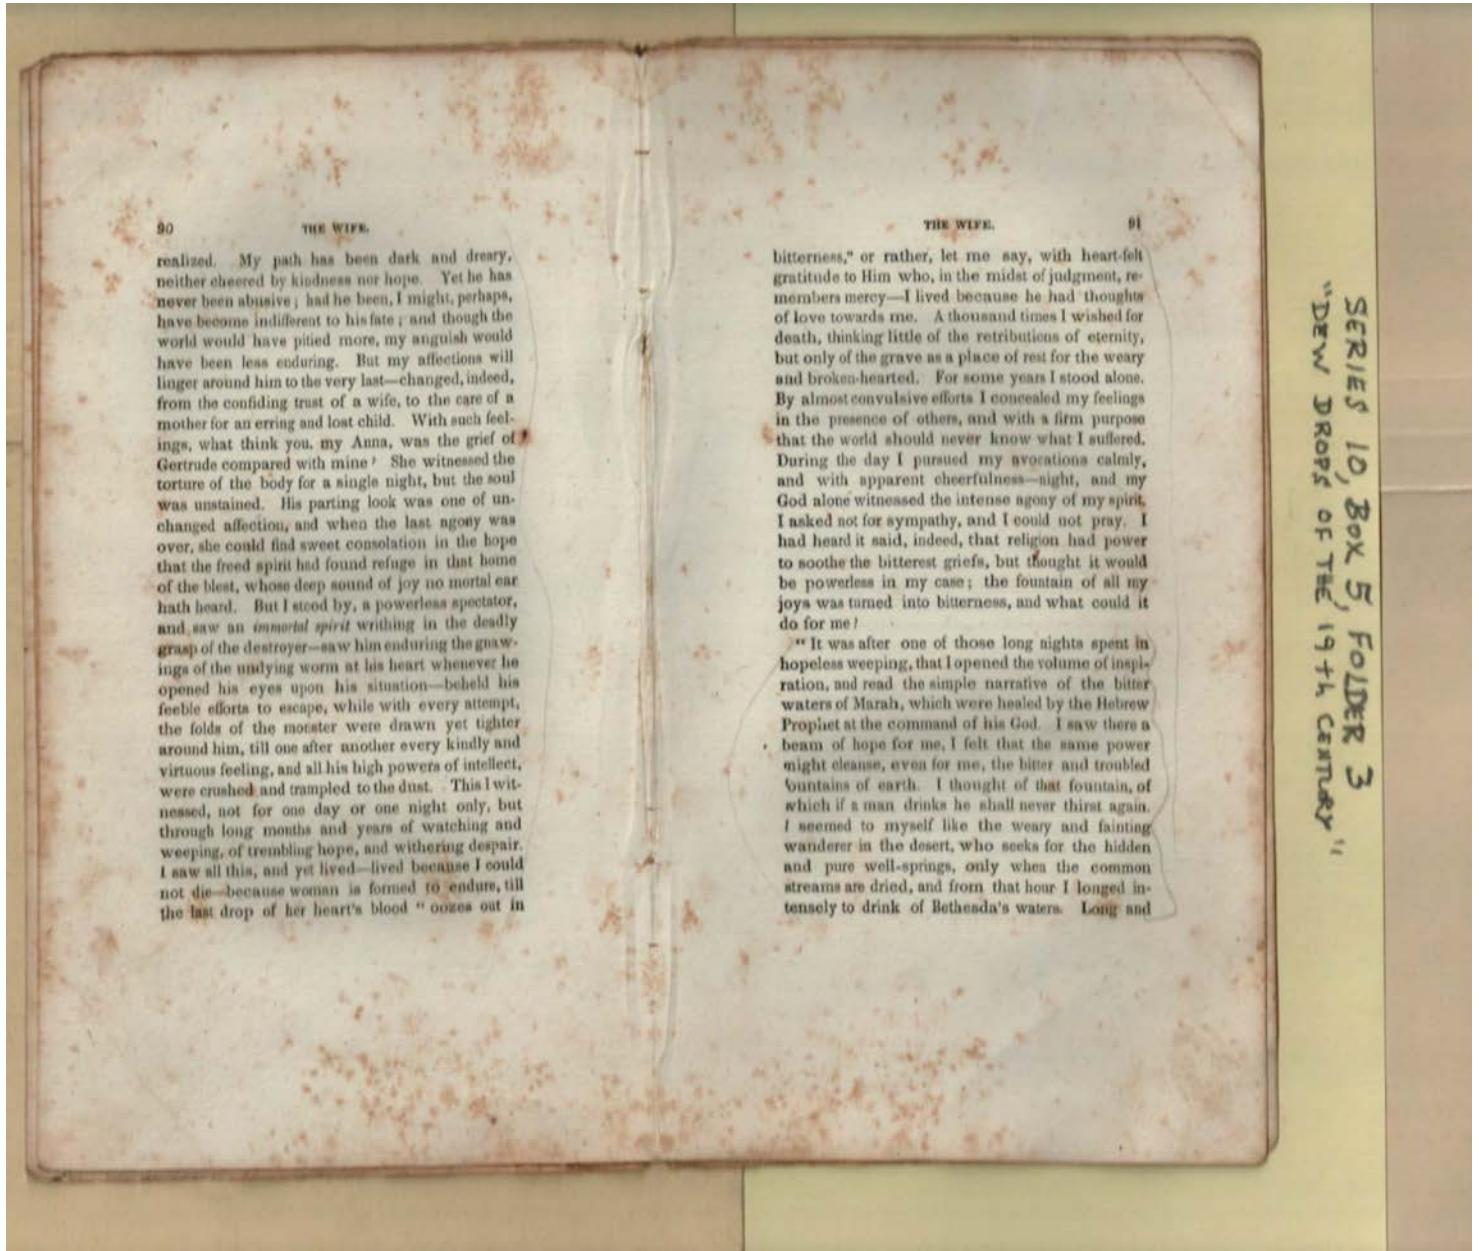 90 THE WIFE.
realized. My path has been dark and dreary,
neither cheered by kindness nor hope. Yet he has
never been abusive; had he been, I might, perhaps,
have become indifferent to his fate; and though the
world would have pitied more, my anguish would
have been less enduring. But my affections will
linger around him to the very last—changed, indeed,
from the confiding trust of a wife, to the care of a
mother for an erring and lost child. With such feel-
ings, what think you, my Anna, was the grief of
Gertrude compared with mine? She witnessed the
torture of the body for a single night, but the soul
was unstained. His parting look was one of un-
changed affection, and when the last agony was
over, she could find sweet consolation in the hope
that the freed spirit had found refuge in that home
of the blest, whose deep sound of joy no mortal ear
hath heard. But I stood by, a powerless spectator,
and saw an immortal spirit writhing in the deadly
grasp of the destroyer—saw him enduring the gnaw-
ings of the undying worm at his heart whenever he
opened his eyes upon his situation—beheld his
feeble efforts to escape, while with every attempt,
the folds of the monster were drawn yet tighter
around him, till one after another every kindly and
virtuous feeling, and all his high powers of intellect,
were crushed and trampled to the dust. This I wit-
nessed, not for one day or one night only, but
through long months and years of watching and
weeping, of trembling hope, and withering despair.
I saw all this, and yet lived—lived because I could
not die—because woman is formed to endure, till
the last drop of her heart's blood "oozes out in
THE WIFE. 91
bitterness," or rather, let me say, with heart-felt
gratitude to Him who, in the midst of judgment, re-
members mercy—I lived because he had thoughts
of love towards me. A thousand times I wished for
death, thinking little of the retributions of eternity,
but only of the grave as a place of rest for the weary
and broken-hearted. For some years I stood alone.
By almost convulsive efforts I concealed my feelings
in the presence of others, and with a firm purpose
that the world should never know what I suffered.
During the day I pursued my avocations calmly,
and with apparent cheerfulness—night, and my
God alone witnessed the intense agony of my spirit.
I asked not for sympathy, and I could not pray. I
had heard it said, indeed, that religion had power
to soothe the bitterest griefs, but thought it would
be powerless in my case; the fountain of all my
joys was turned into bitterness, and what could it
do for me!
"It was after one of those long nights spent in
hopeless weeping, that I opened the volume of inspi-
ration, and read the simple narrative of the bitter
waters of Marah, which were healed by the Hebrew
Prophet at the command of his God. I saw there a
beam of hope for me, I felt that the same power
might cleanse, even for me, the bitter and troubled
fountains of earth. I thought of that fountain, of
which if a man drinks he shall never thirst again.
I seemed to myself like the weary and fainting
wanderer in the desert, who seeks for the hidden
and pure well-springs, only when the common
streams are dried, and from that hour I longed in-
tensely to drink of Bethesda's waters. Long and
SERIES 10, BOX 5, FOLDER 3
"DEW DROPS OF THE 19th CENTURY"